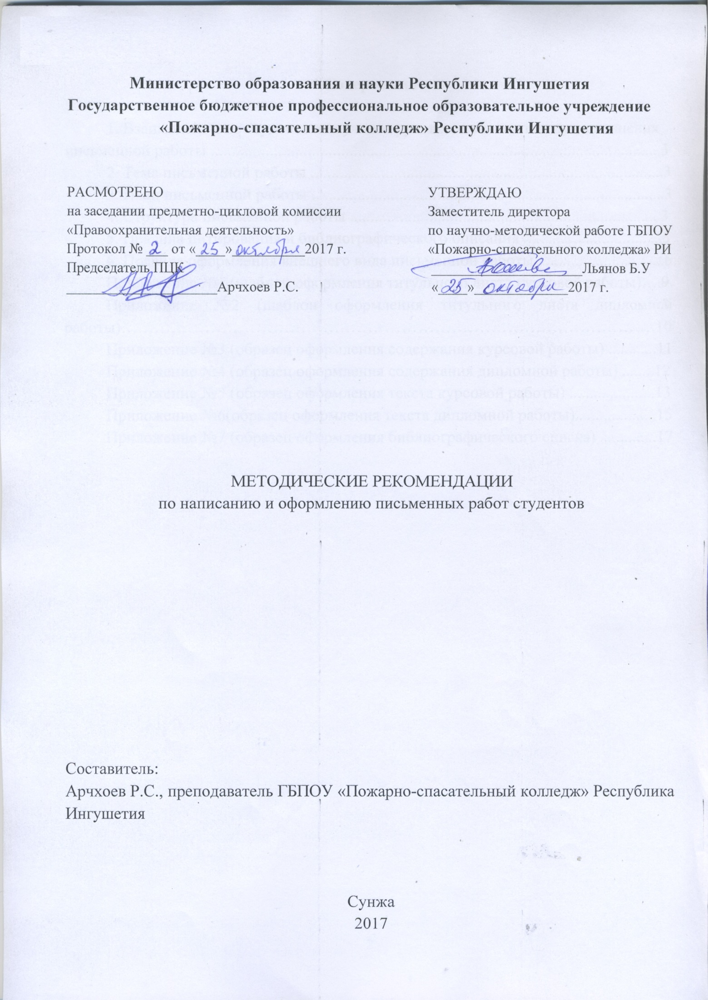 Министерство образования и науки Республики Ингушетия
Государственное бюджетное профессиональное образовательное учреждение
«Пожарно-спасательный колледж» Республики Ингушетия
РАСМОТРЕНО
на заседании предметно-цикловой комиссии
«Правоохранительная деятельность»
Протокол № 2 от « 25 » октября 2017 г.
Председатель ПЦК
Арчхоев Р.С.
УТВЕРЖДАЮ
Заместитель директора
по научно-методической работе ГБПОУ
«Пожарно-спасательного колледжа» РИ
Льянов Б.У
« 25 » октября 2017 г.
МЕТОДИЧЕСКИЕ РЕКОМЕНДАЦИИ
по написанию и оформлению письменных работ студентов
Составитель:
Арчхоев Р.С., преподаватель ГБПОУ «Пожарно-спасательный колледж» Республика
Ингушетия
Сунжа
2017